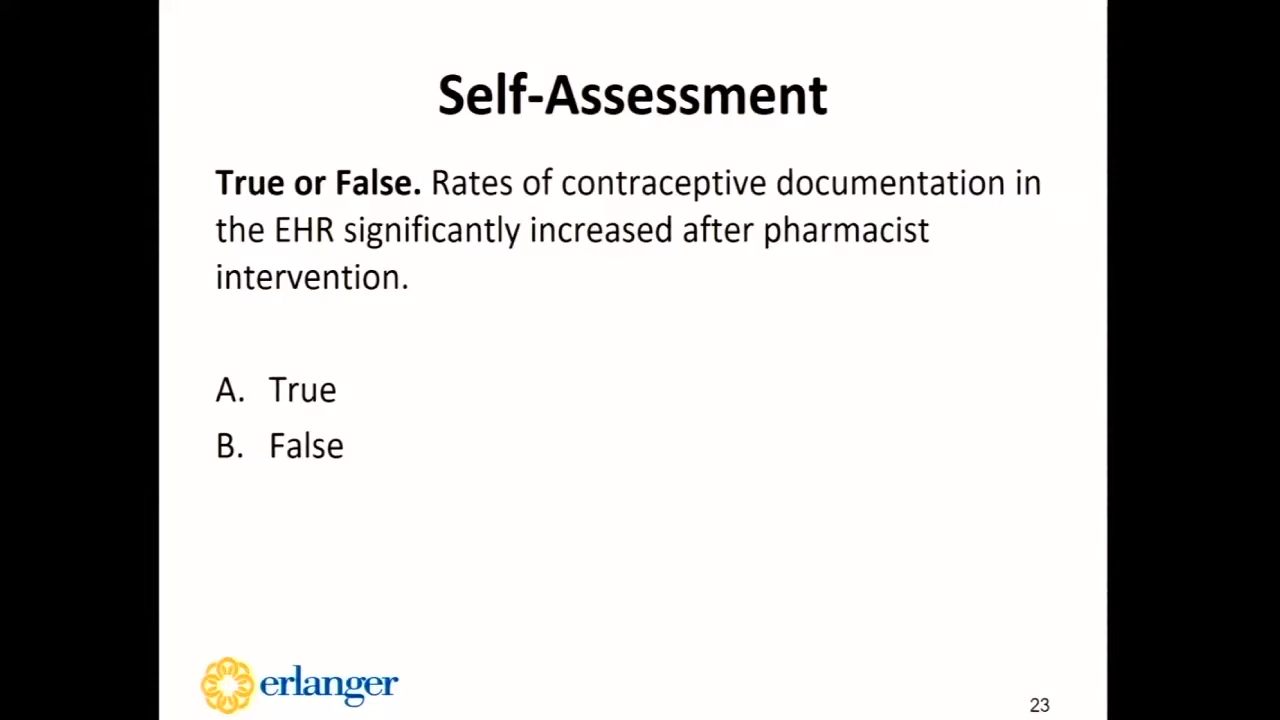 Self-Assessment
True or False. Rates of contraceptive documentation in
the EHR significantly increased after pharmacist
intervention.
A. True
B. False
erlanger
23